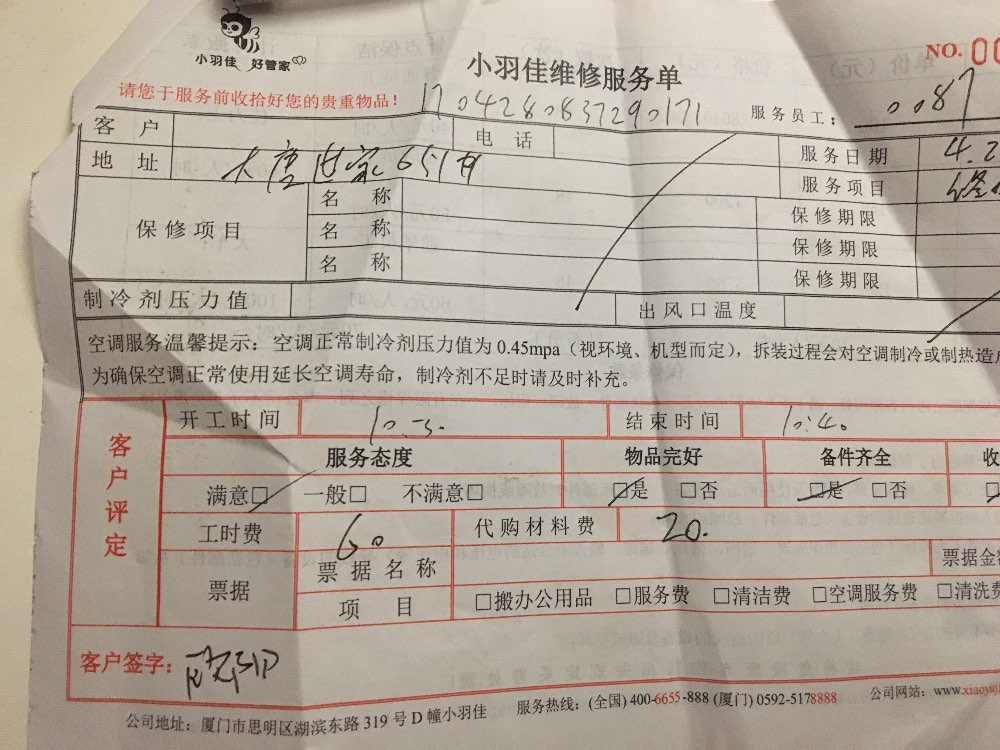 小羽佳 好管家
小羽佳维修服务单
NO. 00
请您于服务前收拾好您的贵重物品！
1704280837290171
服务员工： 0087
客 户
电 话
服务日期 4.2
地 址 大唐世家651
服务项目
保修项目
名 称
保修期限
名 称
保修期限
名 称
保修期限
制冷剂压力值
出风口温度
空调服务温馨提示：空调正常制冷剂压力值为 0.45mpa（视环境、机型而定），拆装过程会对空调制冷或制热造
为确保空调正常使用延长空调寿命，制冷剂不足时请及时补充。
客户评定
开工时间
结束时间 10:40
服务态度 物品完好 备件齐全 收
满意□ 一般□ 不满意□ □是 □否 □是 □否
工时费 60 代购材料费 20.
票据
票据名称
票据金
项 目
□搬办公用品 □服务费 □清洁费 □空调服务费 □清洗费
客户签字：
公司地址：厦门市思明区湖滨东路 319 号 D 幢小羽佳 服务热线：(全国) 400-6655-888 (厦门) 0592-5178888 公司网站：www.xiaoy